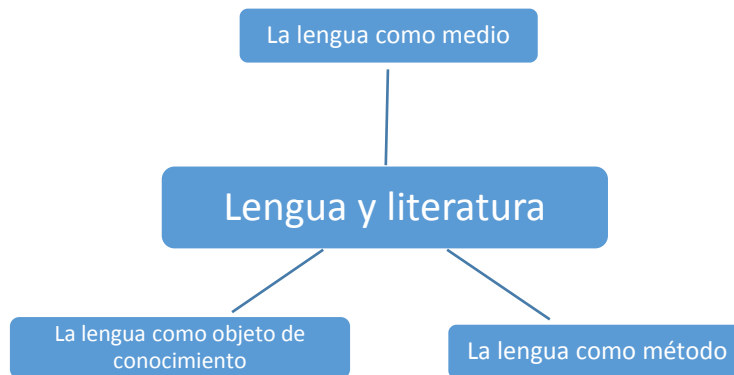 La lengua como medio
Lengua y literatura
La lengua como objeto de
conocimiento
La lengua como método